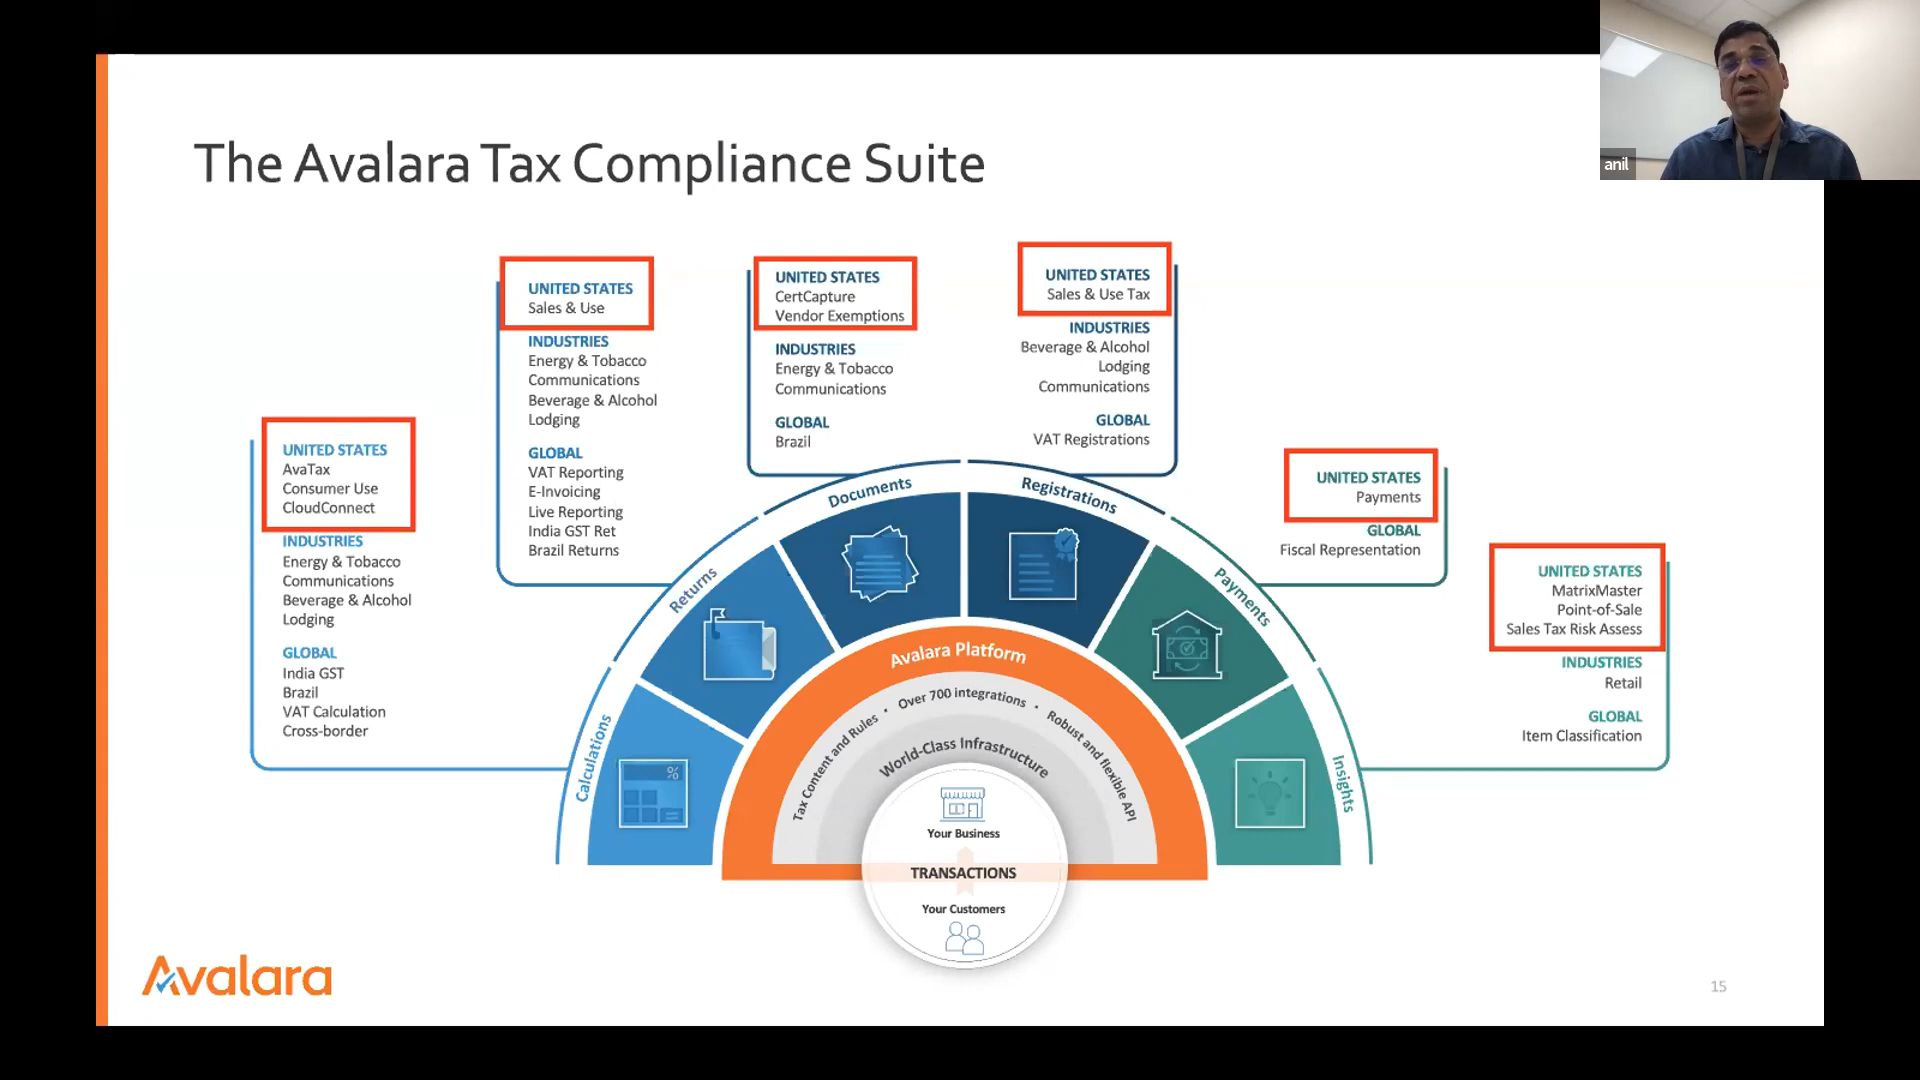 anil
The Avalara Tax Compliance Suite
UNITED STATES
AvaTax
Consumer Use
CloudConnect
INDUSTRIES
Energy & Tobacco
Communications
Beverage & Alcohol
Lodging
GLOBAL
India GST
Brazil
VAT Calculation
Cross-border
UNITED STATES
Sales & Use
INDUSTRIES
Energy & Tobacco
Communications
Beverage & Alcohol
Lodging
GLOBAL
VAT Reporting
E-Invoicing
Live Reporting
India GST Ret
Brazil Returns
UNITED STATES
CertCapture
Vendor Exemptions
INDUSTRIES
Energy & Tobacco
Communications
GLOBAL
Brazil
UNITED STATES
Sales & Use Tax
INDUSTRIES
Beverage & Alcohol
Lodging
Communications
GLOBAL
VAT Registrations
UNITED STATES
Payments
GLOBAL
Fiscal Representation
UNITED STATES
MatrixMaster
Point-of-Sale
Sales Tax Risk Assess
INDUSTRIES
Retail
GLOBAL
Item Classification
Calculations
Returns
Documents
Registrations
Payments
Insights
%
Avalara Platform
Tax Content and Rules • Over 700 integrations • Robust and flexible API
World-Class Infrastructure
Your Business
TRANSACTIONS
Your Customers
Avalara
15